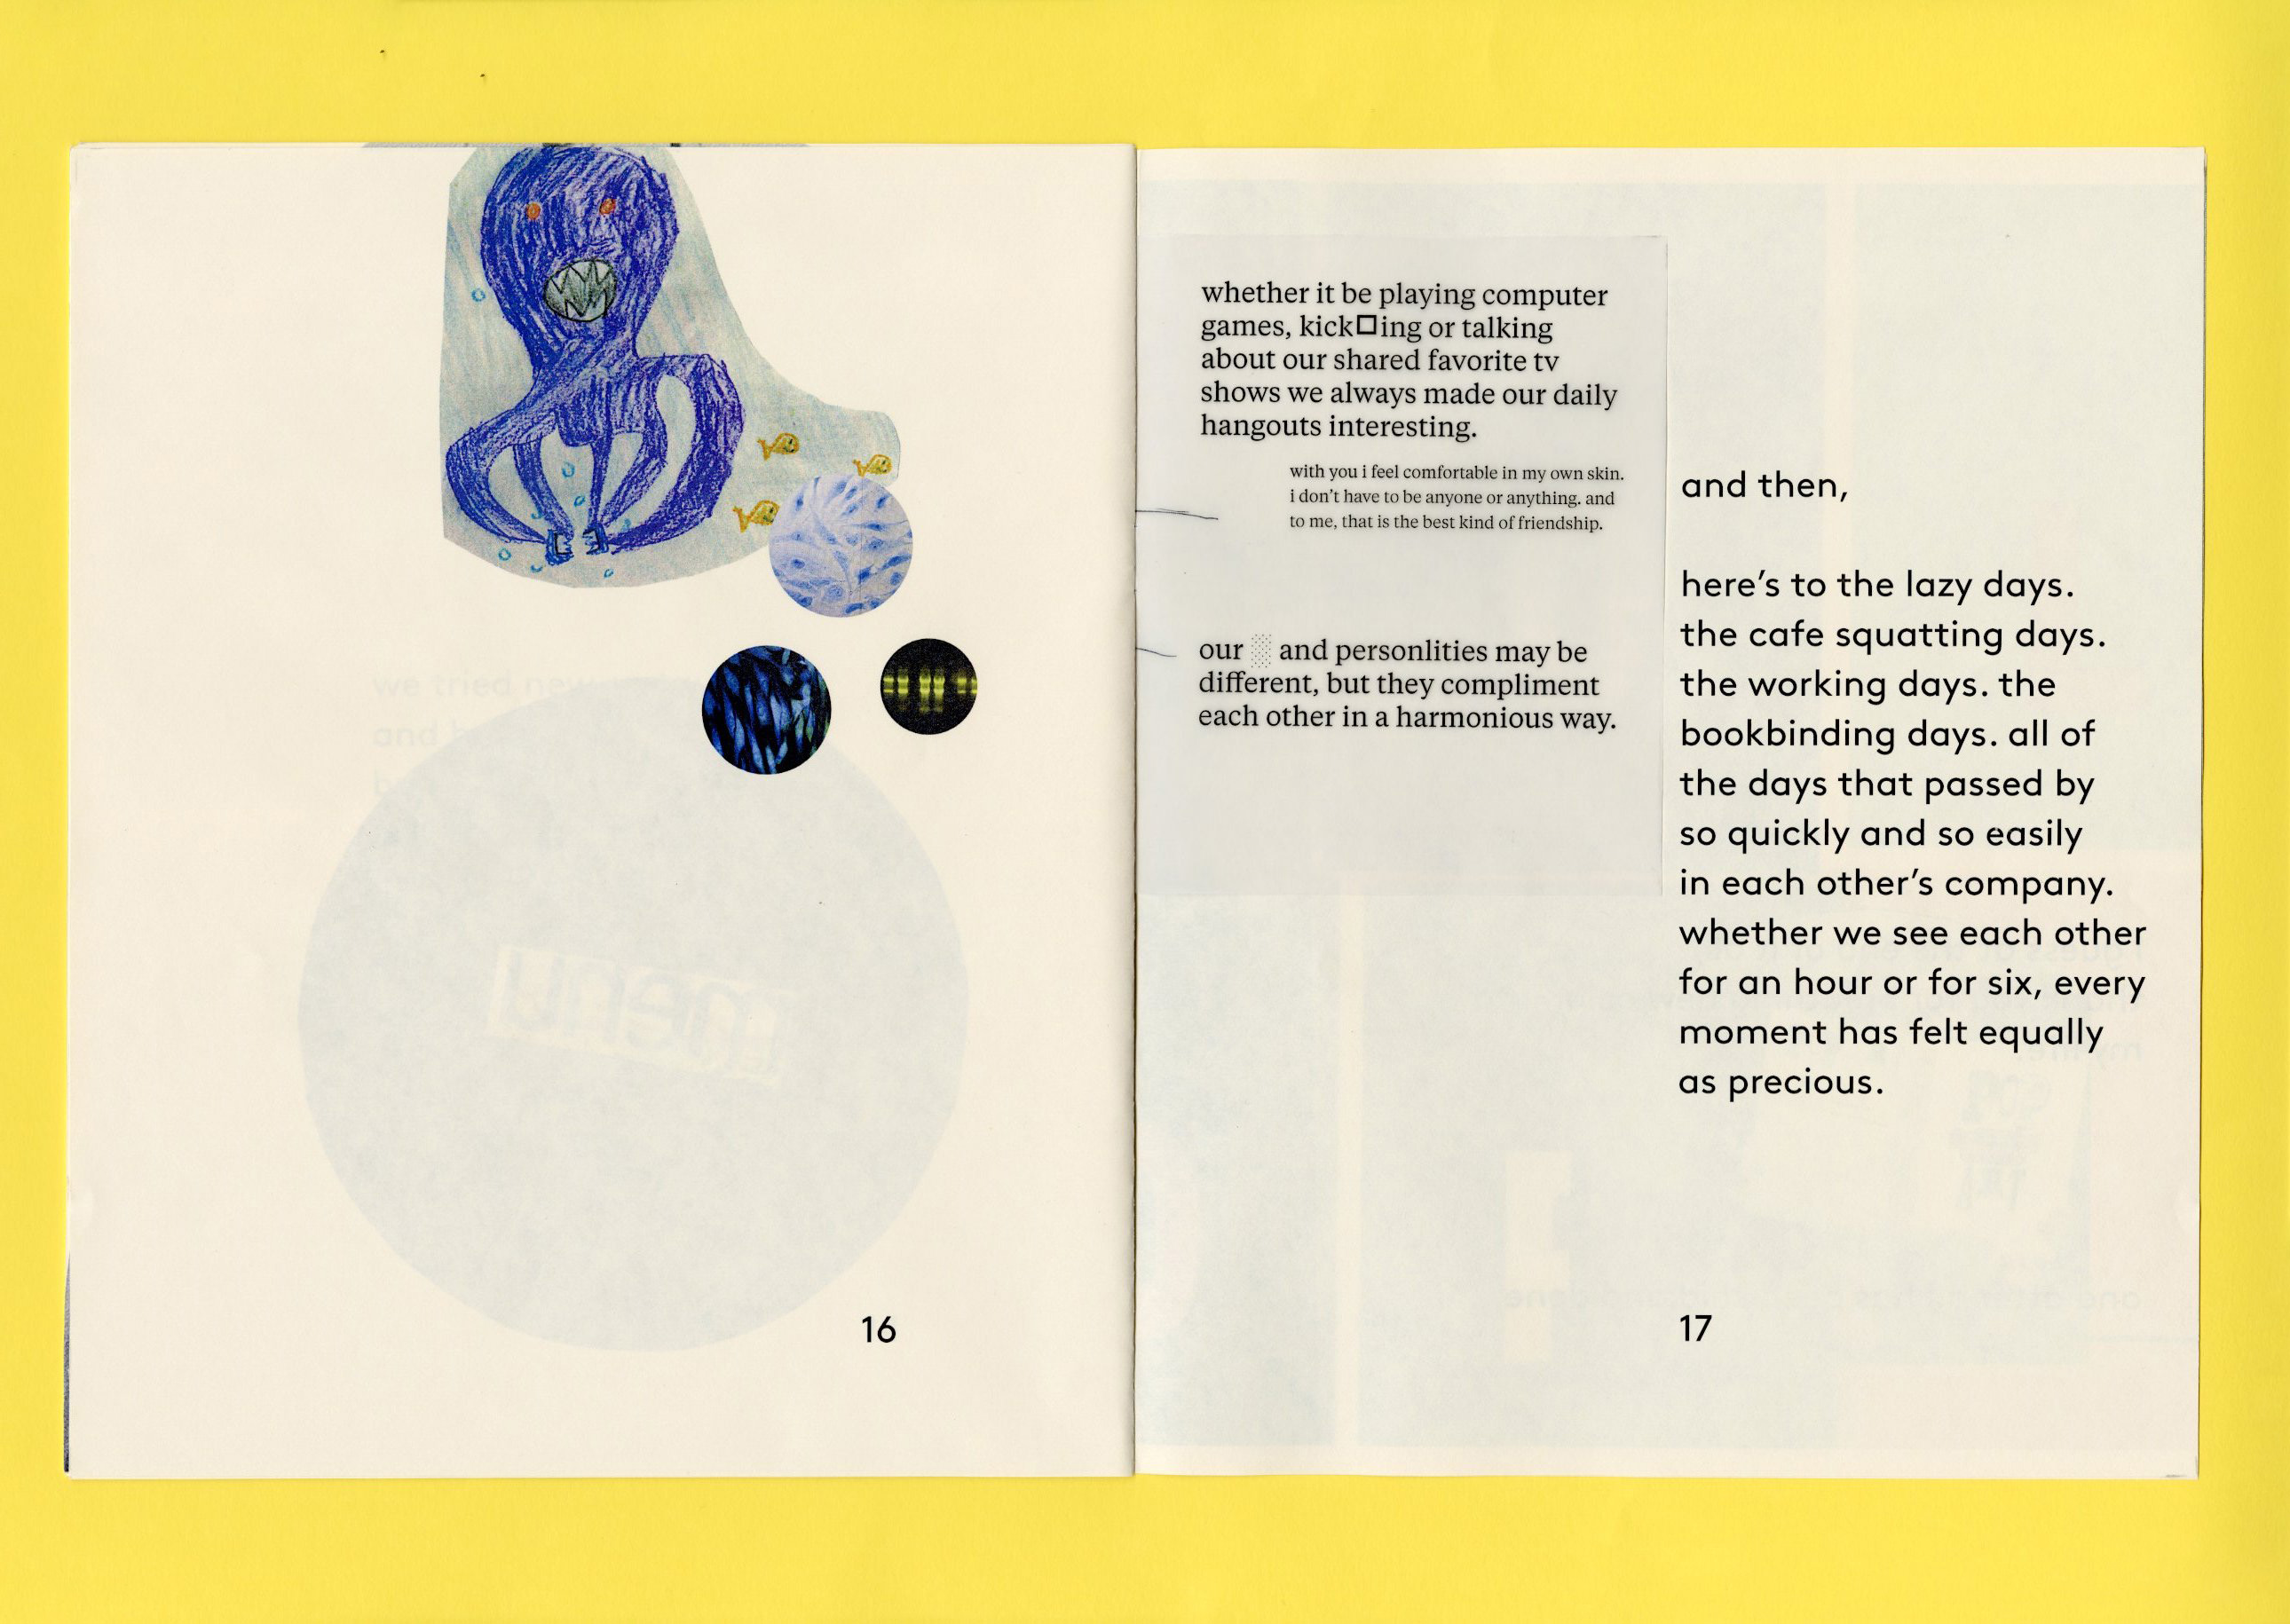 whether it be playing computer
games, kick□ing or talking
about our shared favorite tv
shows we always made our daily
hangouts interesting.
with you i feel comfortable in my own skin.
i don't have to be anyone or anything. and
to me, that is the best kind of friendship.
our ░ and personlities may be
different, but they compliment
each other in a harmonious way.
and then,
here's to the lazy days.
the cafe squatting days.
the working days. the
bookbinding days. all of
the days that passed by
so quickly and so easily
in each other's company.
whether we see each other
for an hour or for six, every
moment has felt equally
as precious.
we tried new
and
menu
16
17